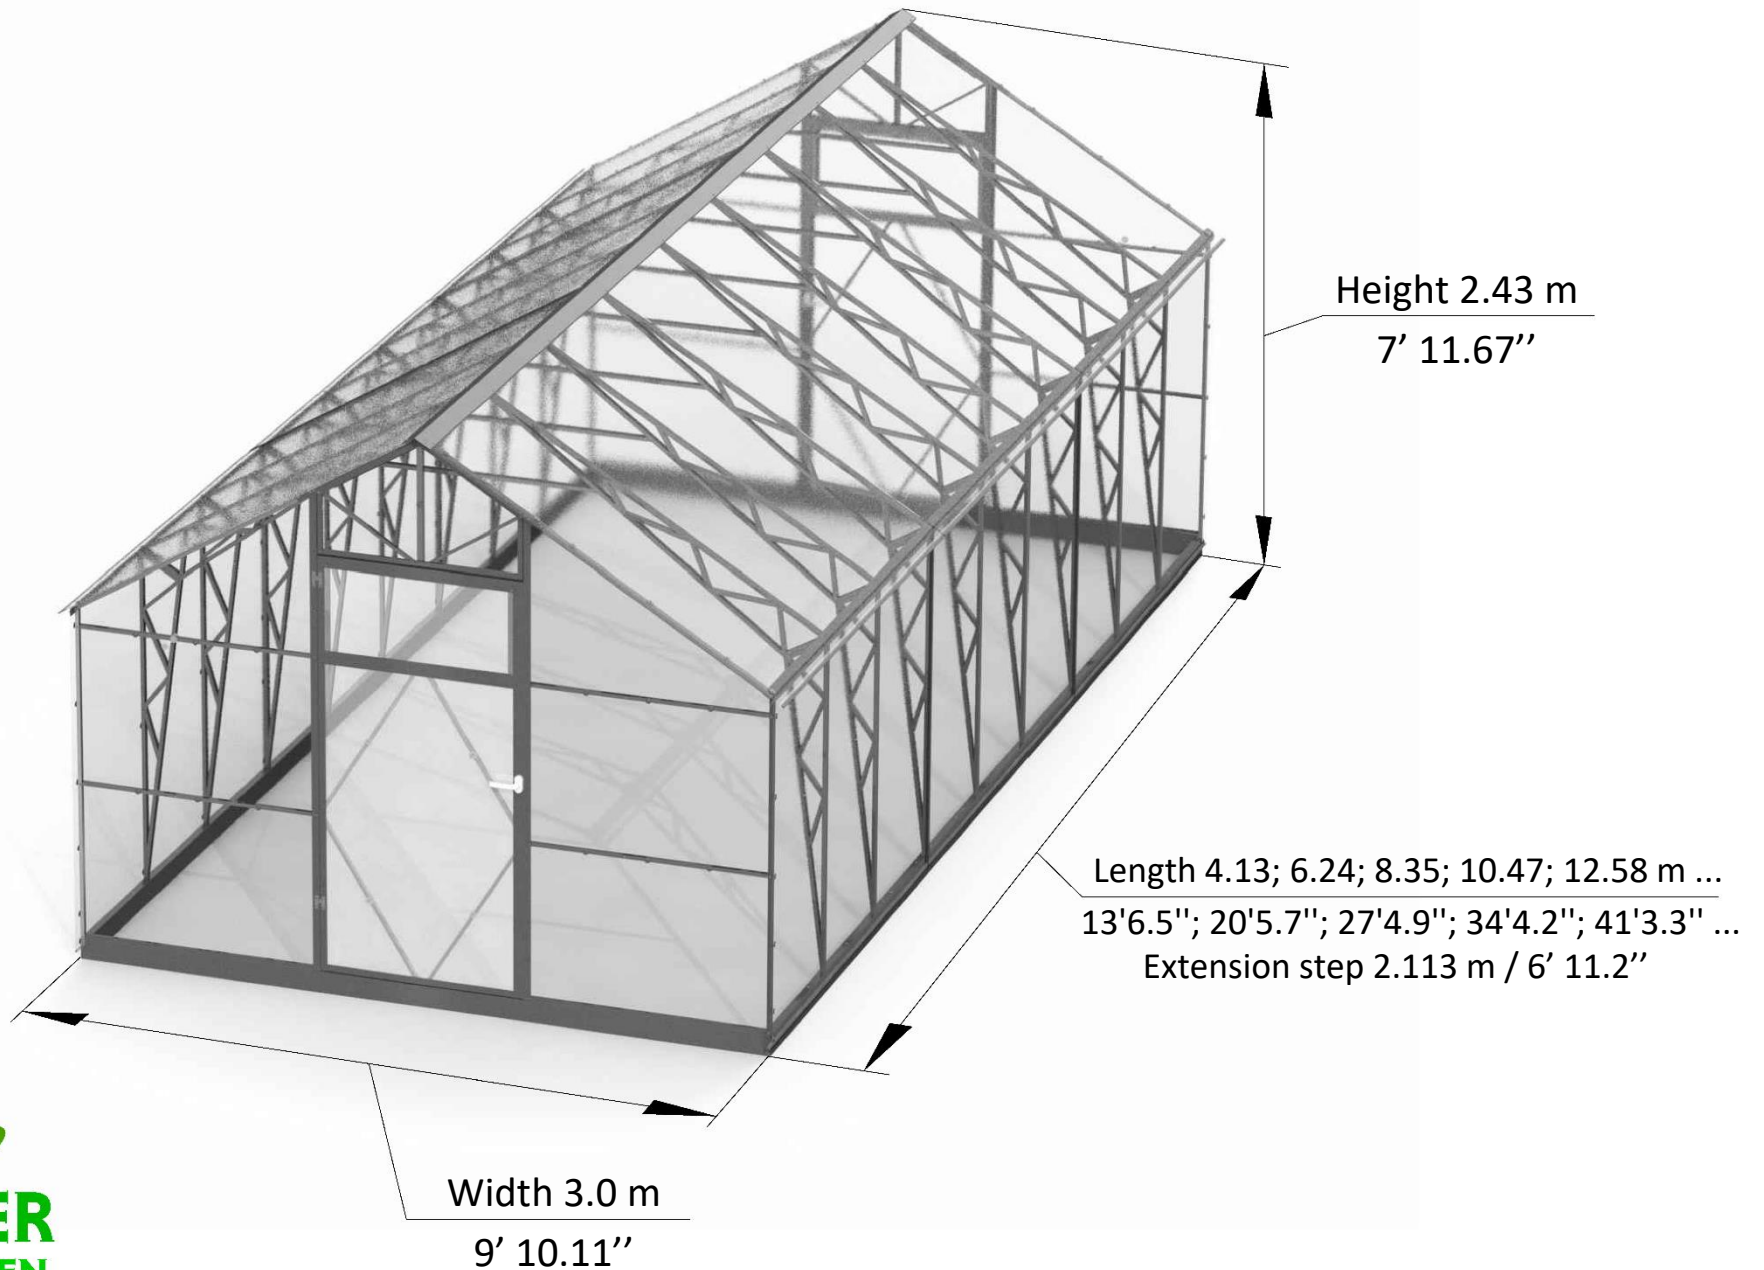 Height 2.43 m
7’ 11.67’’
Length 4.13; 6.24; 8.35; 10.47; 12.58 m ...
13'6.5''; 20'5.7''; 27'4.9''; 34'4.2''; 41'3.3'' ...
Extension step 2.113 m / 6’ 11.2’’
Width 3.0 m
9’ 10.11’’